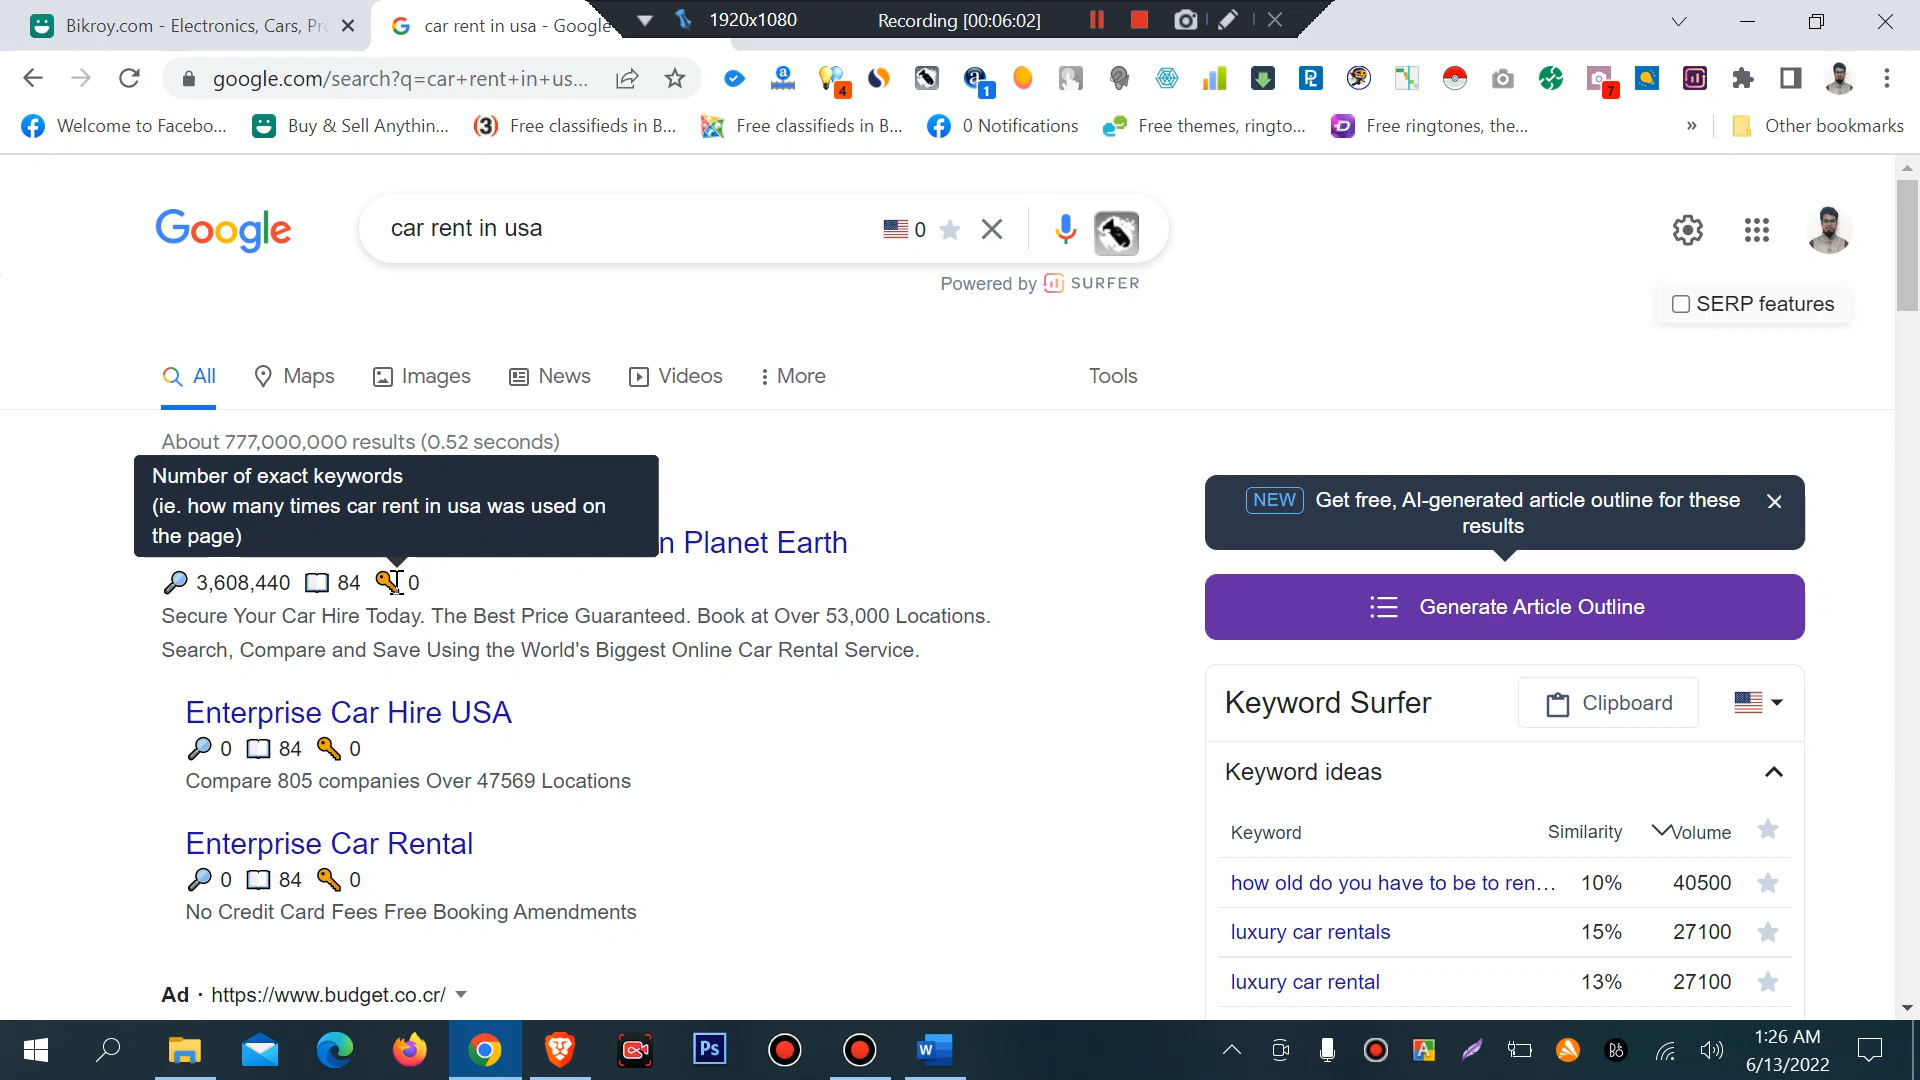 1920x1080
Recording [00:06:02]
Bikroy.com - Electronics, Cars, Pr
car rent in usa - Google
google.com/search?q=car+rent+in+us...
4
1
7
Welcome to Facebo...
Buy & Sell Anythin...
Free classifieds in B...
Free classifieds in B...
0 Notifications
Free themes, ringto...
Free ringtones, the...
»
Other bookmarks
Google
car rent in usa
0
Powered by SURFER
SERP features
All
Maps
Images
News
Videos
More
Tools
About 777,000,000 results (0.52 seconds)
Number of exact keywords
(ie. how many times car rent in usa was used on
the page)
n Planet Earth
3,608,440 84 0
Secure Your Car Hire Today. The Best Price Guaranteed. Book at Over 53,000 Locations.
Search, Compare and Save Using the World's Biggest Online Car Rental Service.
Enterprise Car Hire USA
0 84 0
Compare 805 companies Over 47569 Locations
Enterprise Car Rental
0 84 0
No Credit Card Fees Free Booking Amendments
Ad · https://www.budget.co.cr/
NEW Get free, AI-generated article outline for these
results
Generate Article Outline
Keyword Surfer
Clipboard
Keyword ideas
Keyword Similarity Volume
how old do you have to be to ren... 10% 40500
luxury car rentals 15% 27100
luxury car rental 13% 27100
Ps
1:26 AM
6/13/2022